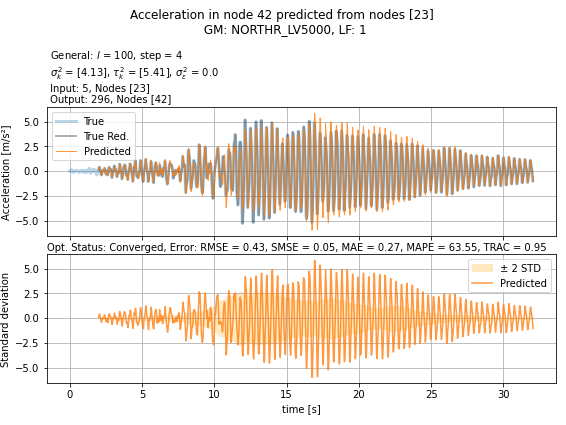 Acceleration in node 42 predicted from nodes [23]
GM: NORTHR_LV5000, LF: 1
General: l = 100, step = 4
σ²ₖ = [4.13], τ²ₖ = [5.41], σ²ε = 0.0
Input: 5, Nodes [23]
Output: 296, Nodes [42]
Acceleration [m/s²]
5.0
2.5
0.0
−2.5
−5.0
True
True Red.
Predicted
Opt. Status: Converged, Error: RMSE = 0.43, SMSE = 0.05, MAE = 0.27, MAPE = 63.55, TRAC = 0.95
Standard deviation
5.0
2.5
0.0
−2.5
−5.0
± 2 STD
Predicted
0 5 10 15 20 25 30
time [s]